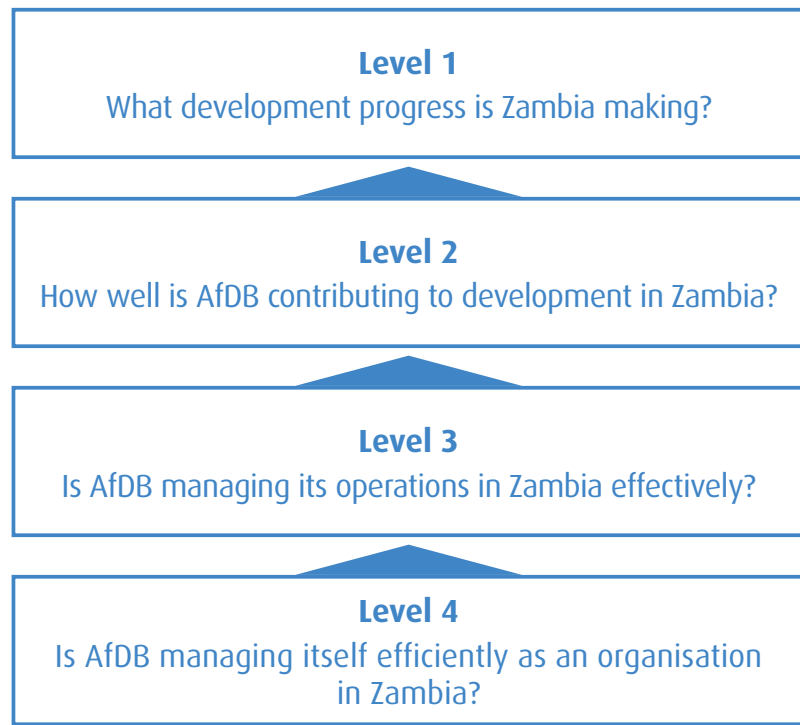 Level 1
What development progress is Zambia making?
Level 2
How well is AfDB contributing to development in Zambia?
Level 3
Is AfDB managing its operations in Zambia effectively?
Level 4
Is AfDB managing itself efficiently as an organisation
in Zambia?